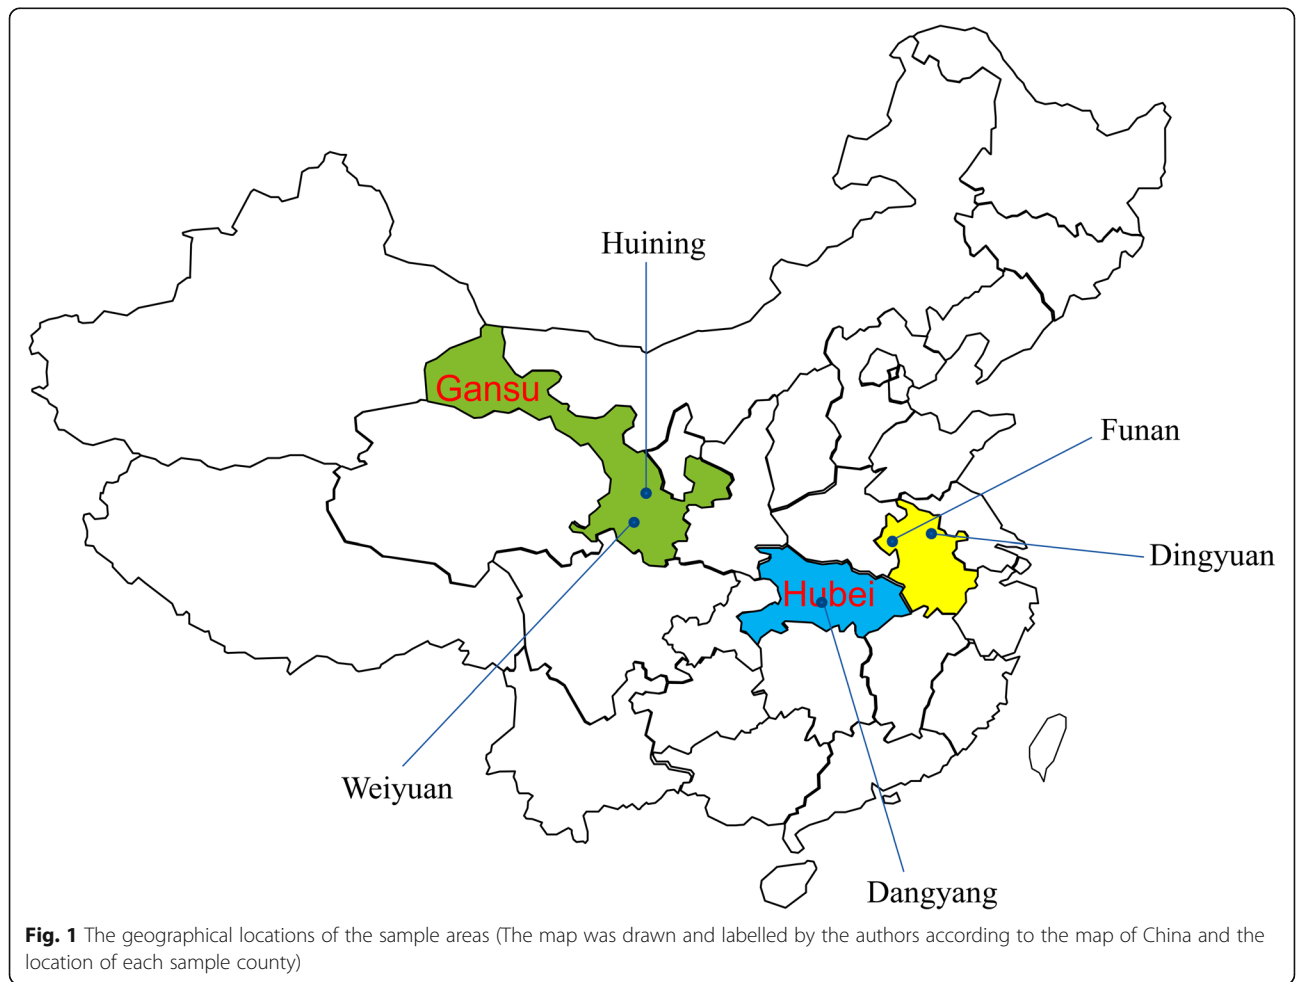 Huining
Gansu
Funan
Dingyuan
Hubei
Weiyuan
Dangyang
Fig. 1 The geographical locations of the sample areas (The map was drawn and labelled by the authors according to the map of China and the
location of each sample county)